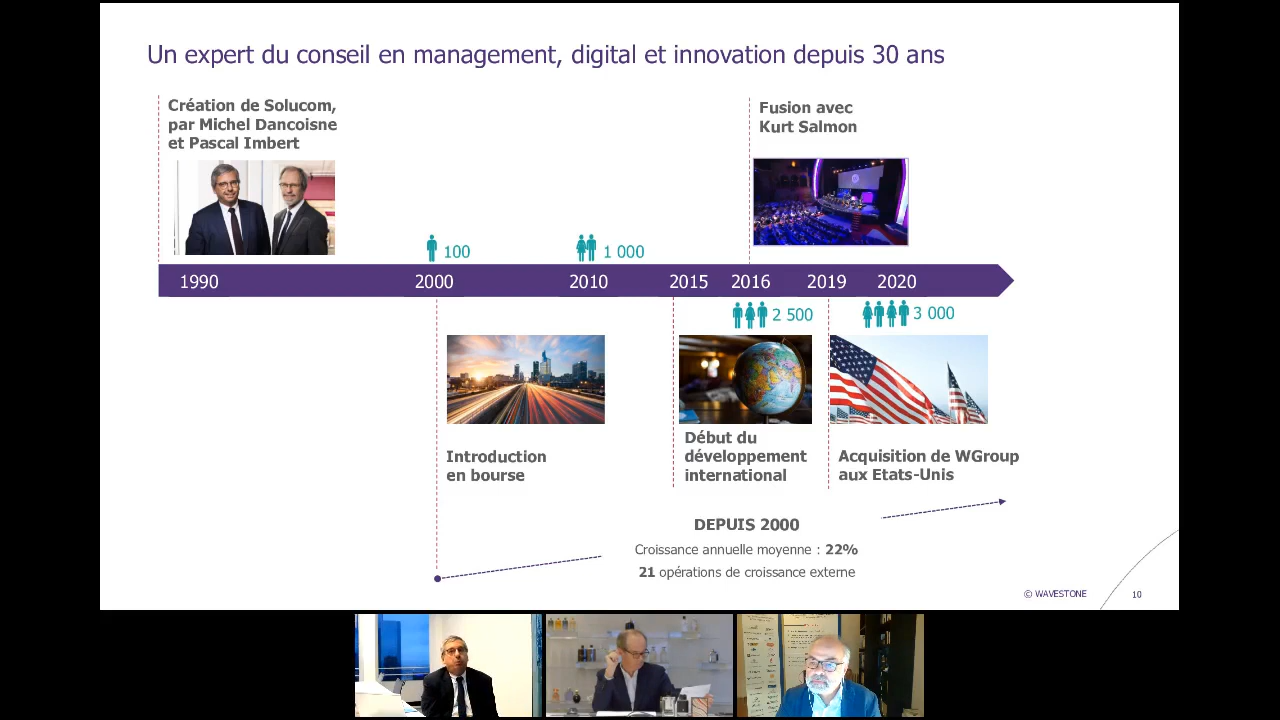 Un expert du conseil en management, digital et innovation depuis 30 ans
Création de Solucom,
par Michel Dancoisne
et Pascal Imbert
Fusion avec
Kurt Salmon
100
1 000
1990
2000
2010
2015
2016
2019
2020
2 500
3 000
Introduction
en bourse
Début du
développement
international
Acquisition de WGroup
aux Etats-Unis
DEPUIS 2000
Croissance annuelle moyenne : 22%
21 opérations de croissance externe
© WAVESTONE
10